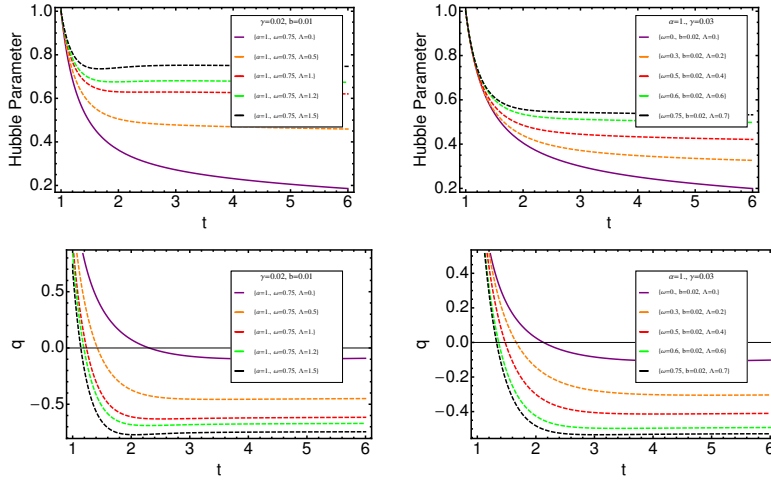 γ=0.02, b=0.01
{α=1., ω=0.75, Λ=0.}
{α=1., ω=0.75, Λ=0.5}
{α=1., ω=0.75, Λ=1.}
{α=1., ω=0.75, Λ=1.2}
{α=1., ω=0.75, Λ=1.5}
Hubble Parameter
1.0
0.8
0.6
0.4
0.2
1 2 3 4 5 6
t
α=1., γ=0.03
{ω=0., b=0.02, Λ=0.}
{ω=0.3, b=0.02, Λ=0.2}
{ω=0.5, b=0.02, Λ=0.4}
{ω=0.6, b=0.02, Λ=0.6}
{ω=0.75, b=0.02, Λ=0.7}
Hubble Parameter
1.0
0.8
0.6
0.4
0.2
1 2 3 4 5 6
t
γ=0.02, b=0.01
{α=1., ω=0.75, Λ=0.}
{α=1., ω=0.75, Λ=0.5}
{α=1., ω=0.75, Λ=1.}
{α=1., ω=0.75, Λ=1.2}
{α=1., ω=0.75, Λ=1.5}
q
0.5
0.0
−0.5
1 2 3 4 5 6
t
α=1., γ=0.03
{ω=0., b=0.02, Λ=0.}
{ω=0.3, b=0.02, Λ=0.2}
{ω=0.5, b=0.02, Λ=0.4}
{ω=0.6, b=0.02, Λ=0.6}
{ω=0.75, b=0.02, Λ=0.7}
q
0.4
0.2
0.0
−0.2
−0.4
1 2 3 4 5 6
t